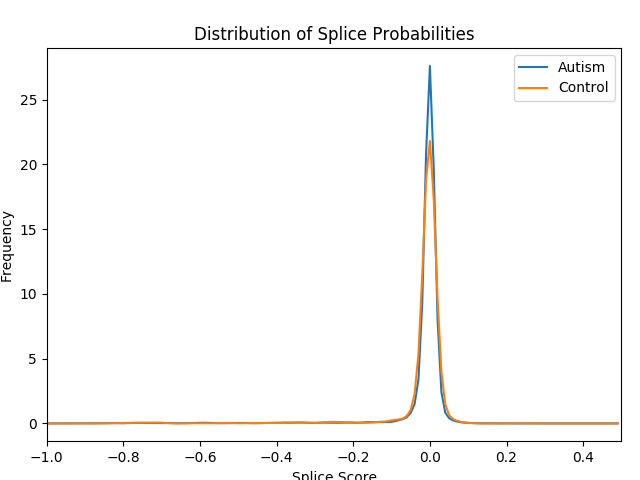 Distribution of Splice Probabilities
Autism
Control
Frequency
25
20
15
10
5
0
−1.0 −0.8 −0.6 −0.4 −0.2 0.0 0.2 0.4
Splice Score